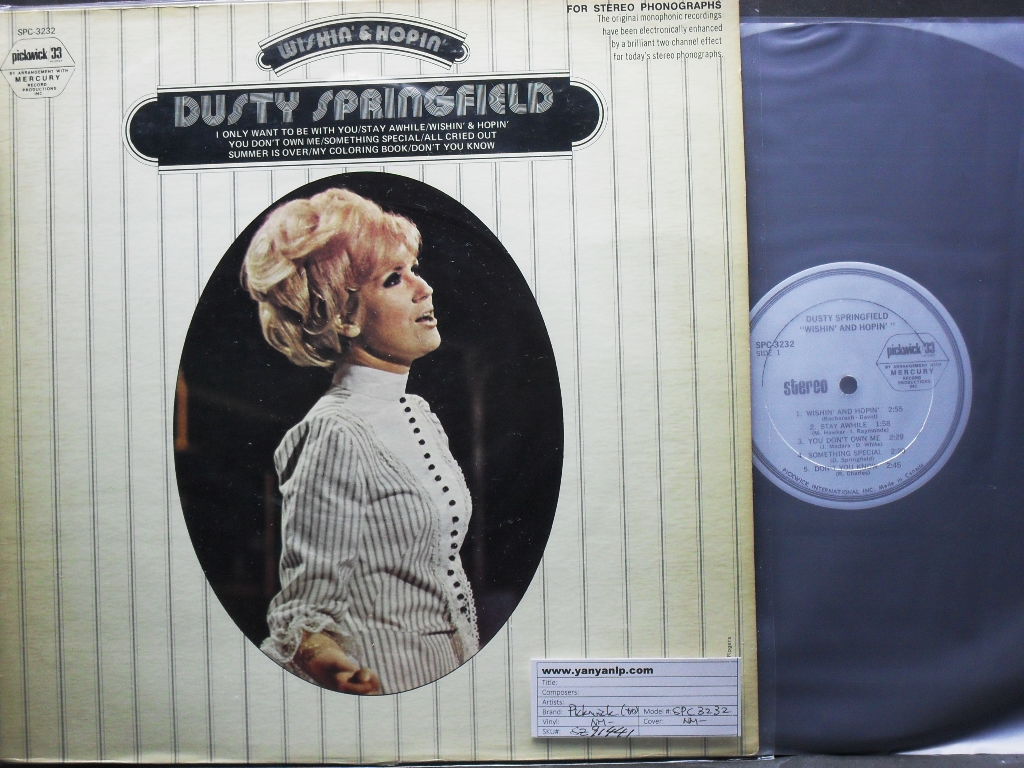 SPC-3232
pickwick 33
BY ARRANGEMENT WITH
MERCURY
RECORD
PRODUCTIONS
INC
WISHIN' & HOPIN'
FOR STEREO PHONOGRAPHS
The original monophonic recordings
have been electronically enhanced
by a brilliant two channel effect
for today's stereo phonographs.
DUSTY SPRINGFIELD
I ONLY WANT TO BE WITH YOU/STAY AWHILE/WISHIN' & HOPIN'
YOU DON'T OWN ME/SOMETHING SPECIAL/ALL CRIED OUT
SUMMER IS OVER/MY COLORING BOOK/DON'T YOU KNOW
Rogers
www.yanyanlp.com
Title:
Composers:
Artists:
Brand: Pickwick Model #: SPC 3232
Vinyl: NM- Cover: NM-
SKU#: SZ91441
DUSTY SPRINGFIELD
"WISHIN' AND HOPIN' "
SPC-3232
SIDE 1
pickwick 33
BY ARRANGEMENT WITH
MERCURY
RECORD
PRODUCTIONS
INC
stereo
1. WISHIN' AND HOPIN' 2:55
(Bacharach - David)
2. STAY AWHILE 1:58
(M. Hawker - I. Raymonde)
3. YOU DON'T OWN ME 2:29
(J. Madara - D. White)
4. SOMETHING SPECIAL
(D. Springfield)
5. DON'T YOU KNOW 2:45
(R. Charles)
PICKWICK INTERNATIONAL INC. Made in Canada